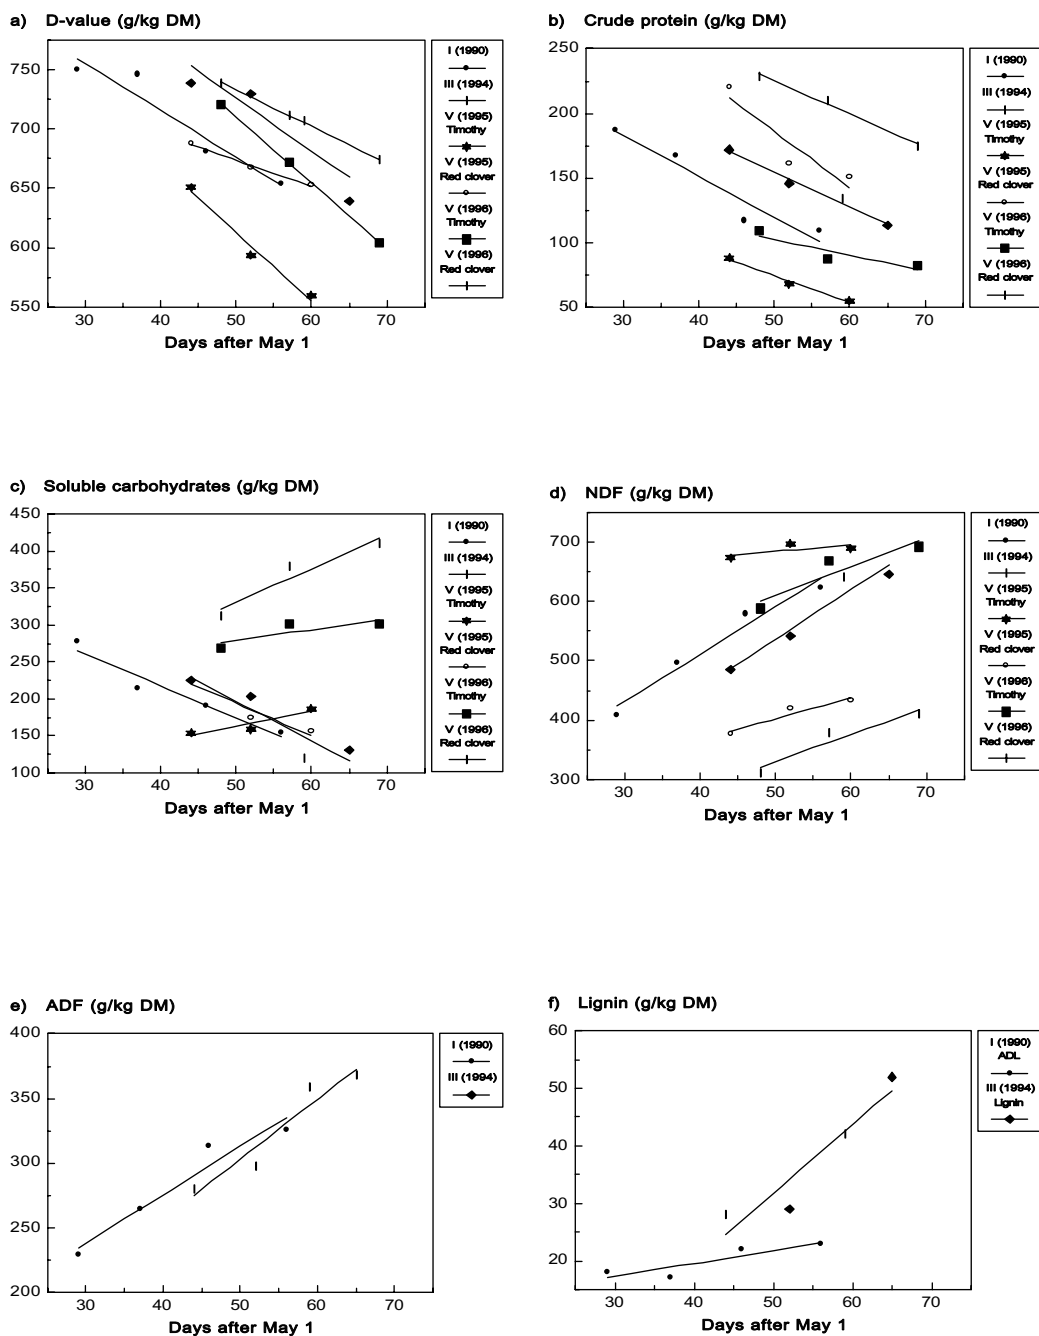 a) D-value (g/kg DM)
750
700
650
600
550
30 40 50 60 70
Days after May 1
I (1990)
III (1994)
V (1995)
Timothy
V (1995)
Red clover
V (1996)
Timothy
V (1996)
Red clover
b) Crude protein (g/kg DM)
250
200
150
100
50
30 40 50 60 70
Days after May 1
I (1990)
III (1994)
V (1995)
Timothy
V (1995)
Red clover
V (1996)
Timothy
V (1996)
Red clover
c) Soluble carbohydrates (g/kg DM)
450
400
350
300
250
200
150
100
30 40 50 60 70
Days after May 1
I (1990)
III (1994)
V (1995)
Timothy
V (1995)
Red clover
V (1996)
Timothy
V (1996)
Red clover
d) NDF (g/kg DM)
700
600
500
400
300
30 40 50 60 70
Days after May 1
I (1990)
III (1994)
V (1995)
Timothy
V (1995)
Red clover
V (1996)
Timothy
V (1996)
Red clover
e) ADF (g/kg DM)
400
350
300
250
200
30 40 50 60 70
Days after May 1
I (1990)
III (1994)
f) Lignin (g/kg DM)
60
50
40
30
20
30 40 50 60 70
Days after May 1
I (1990)
ADL
III (1994)
Lignin